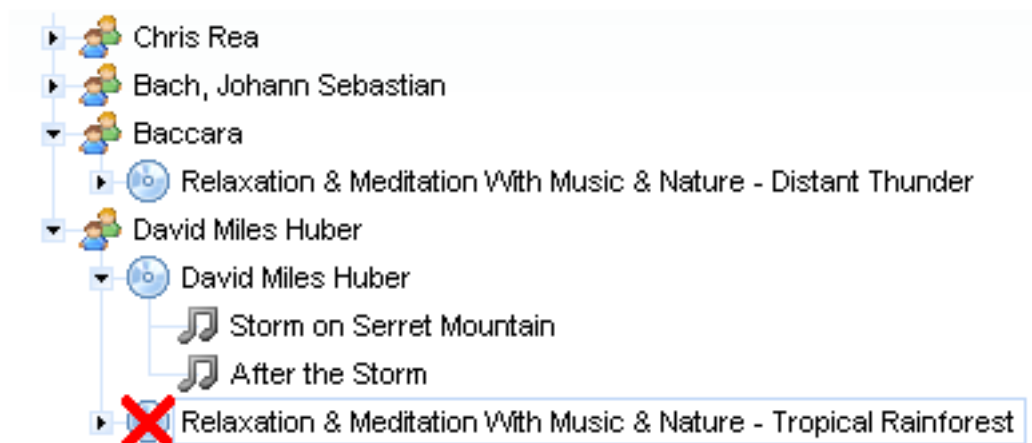 Chris Rea
Bach, Johann Sebastian
Baccara
Relaxation & Meditation With Music & Nature - Distant Thunder
David Miles Huber
David Miles Huber
Storm on Serret Mountain
After the Storm
Relaxation & Meditation With Music & Nature - Tropical Rainforest